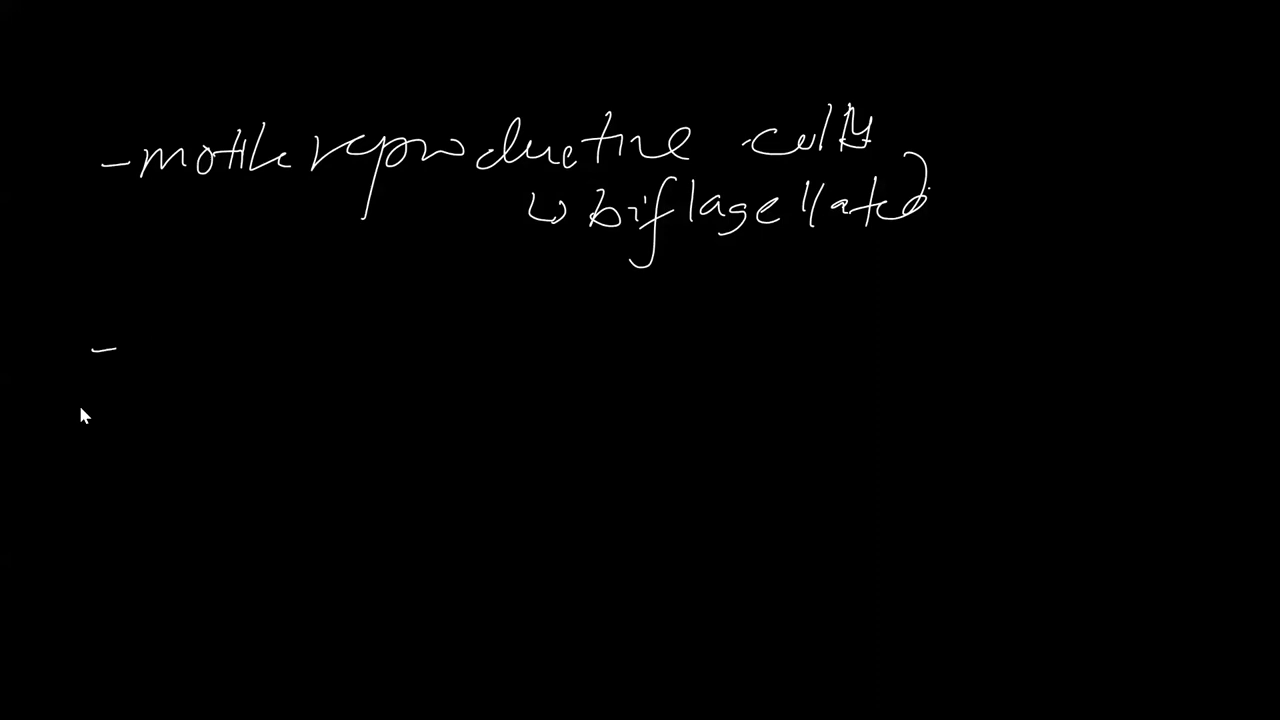 - motile reproductive cells
↳ biflagellated
-